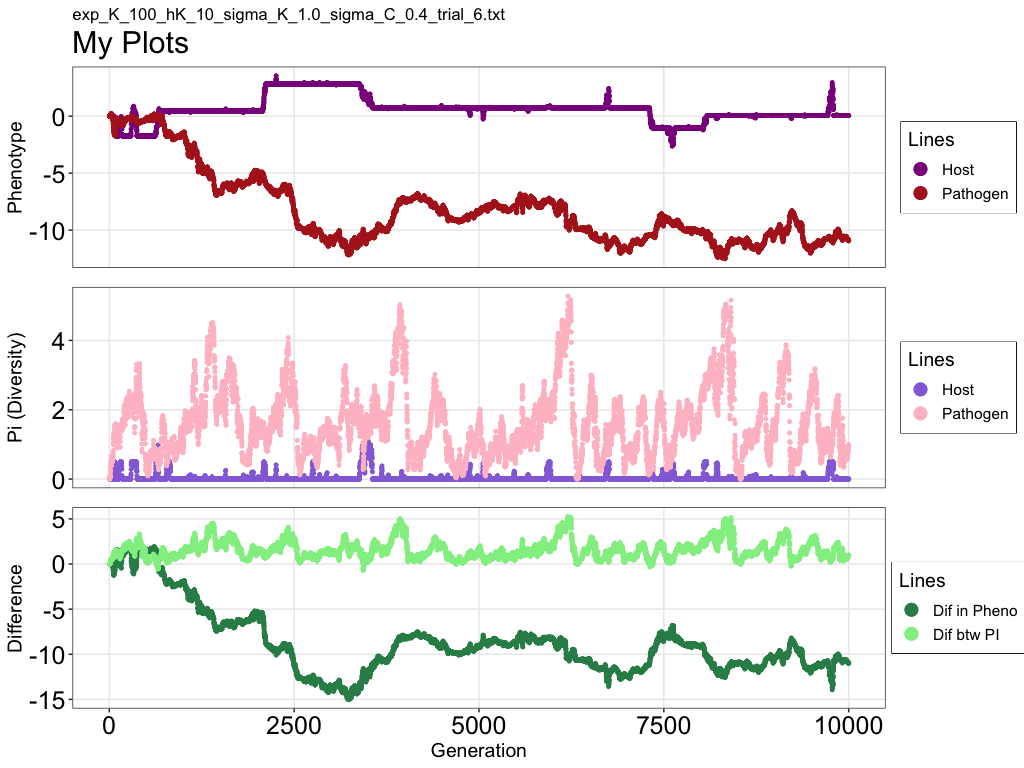 exp_K_100_hK_10_sigma_K_1.0_sigma_C_0.4_trial_6.txt
My Plots
Phenotype
0
-5
-10
Lines
Host
Pathogen
Pi (Diversity)
4
2
0
Lines
Host
Pathogen
Difference
5
0
-5
-10
-15
Lines
Dif in Pheno
Dif btw PI
0 2500 5000 7500 10000
Generation